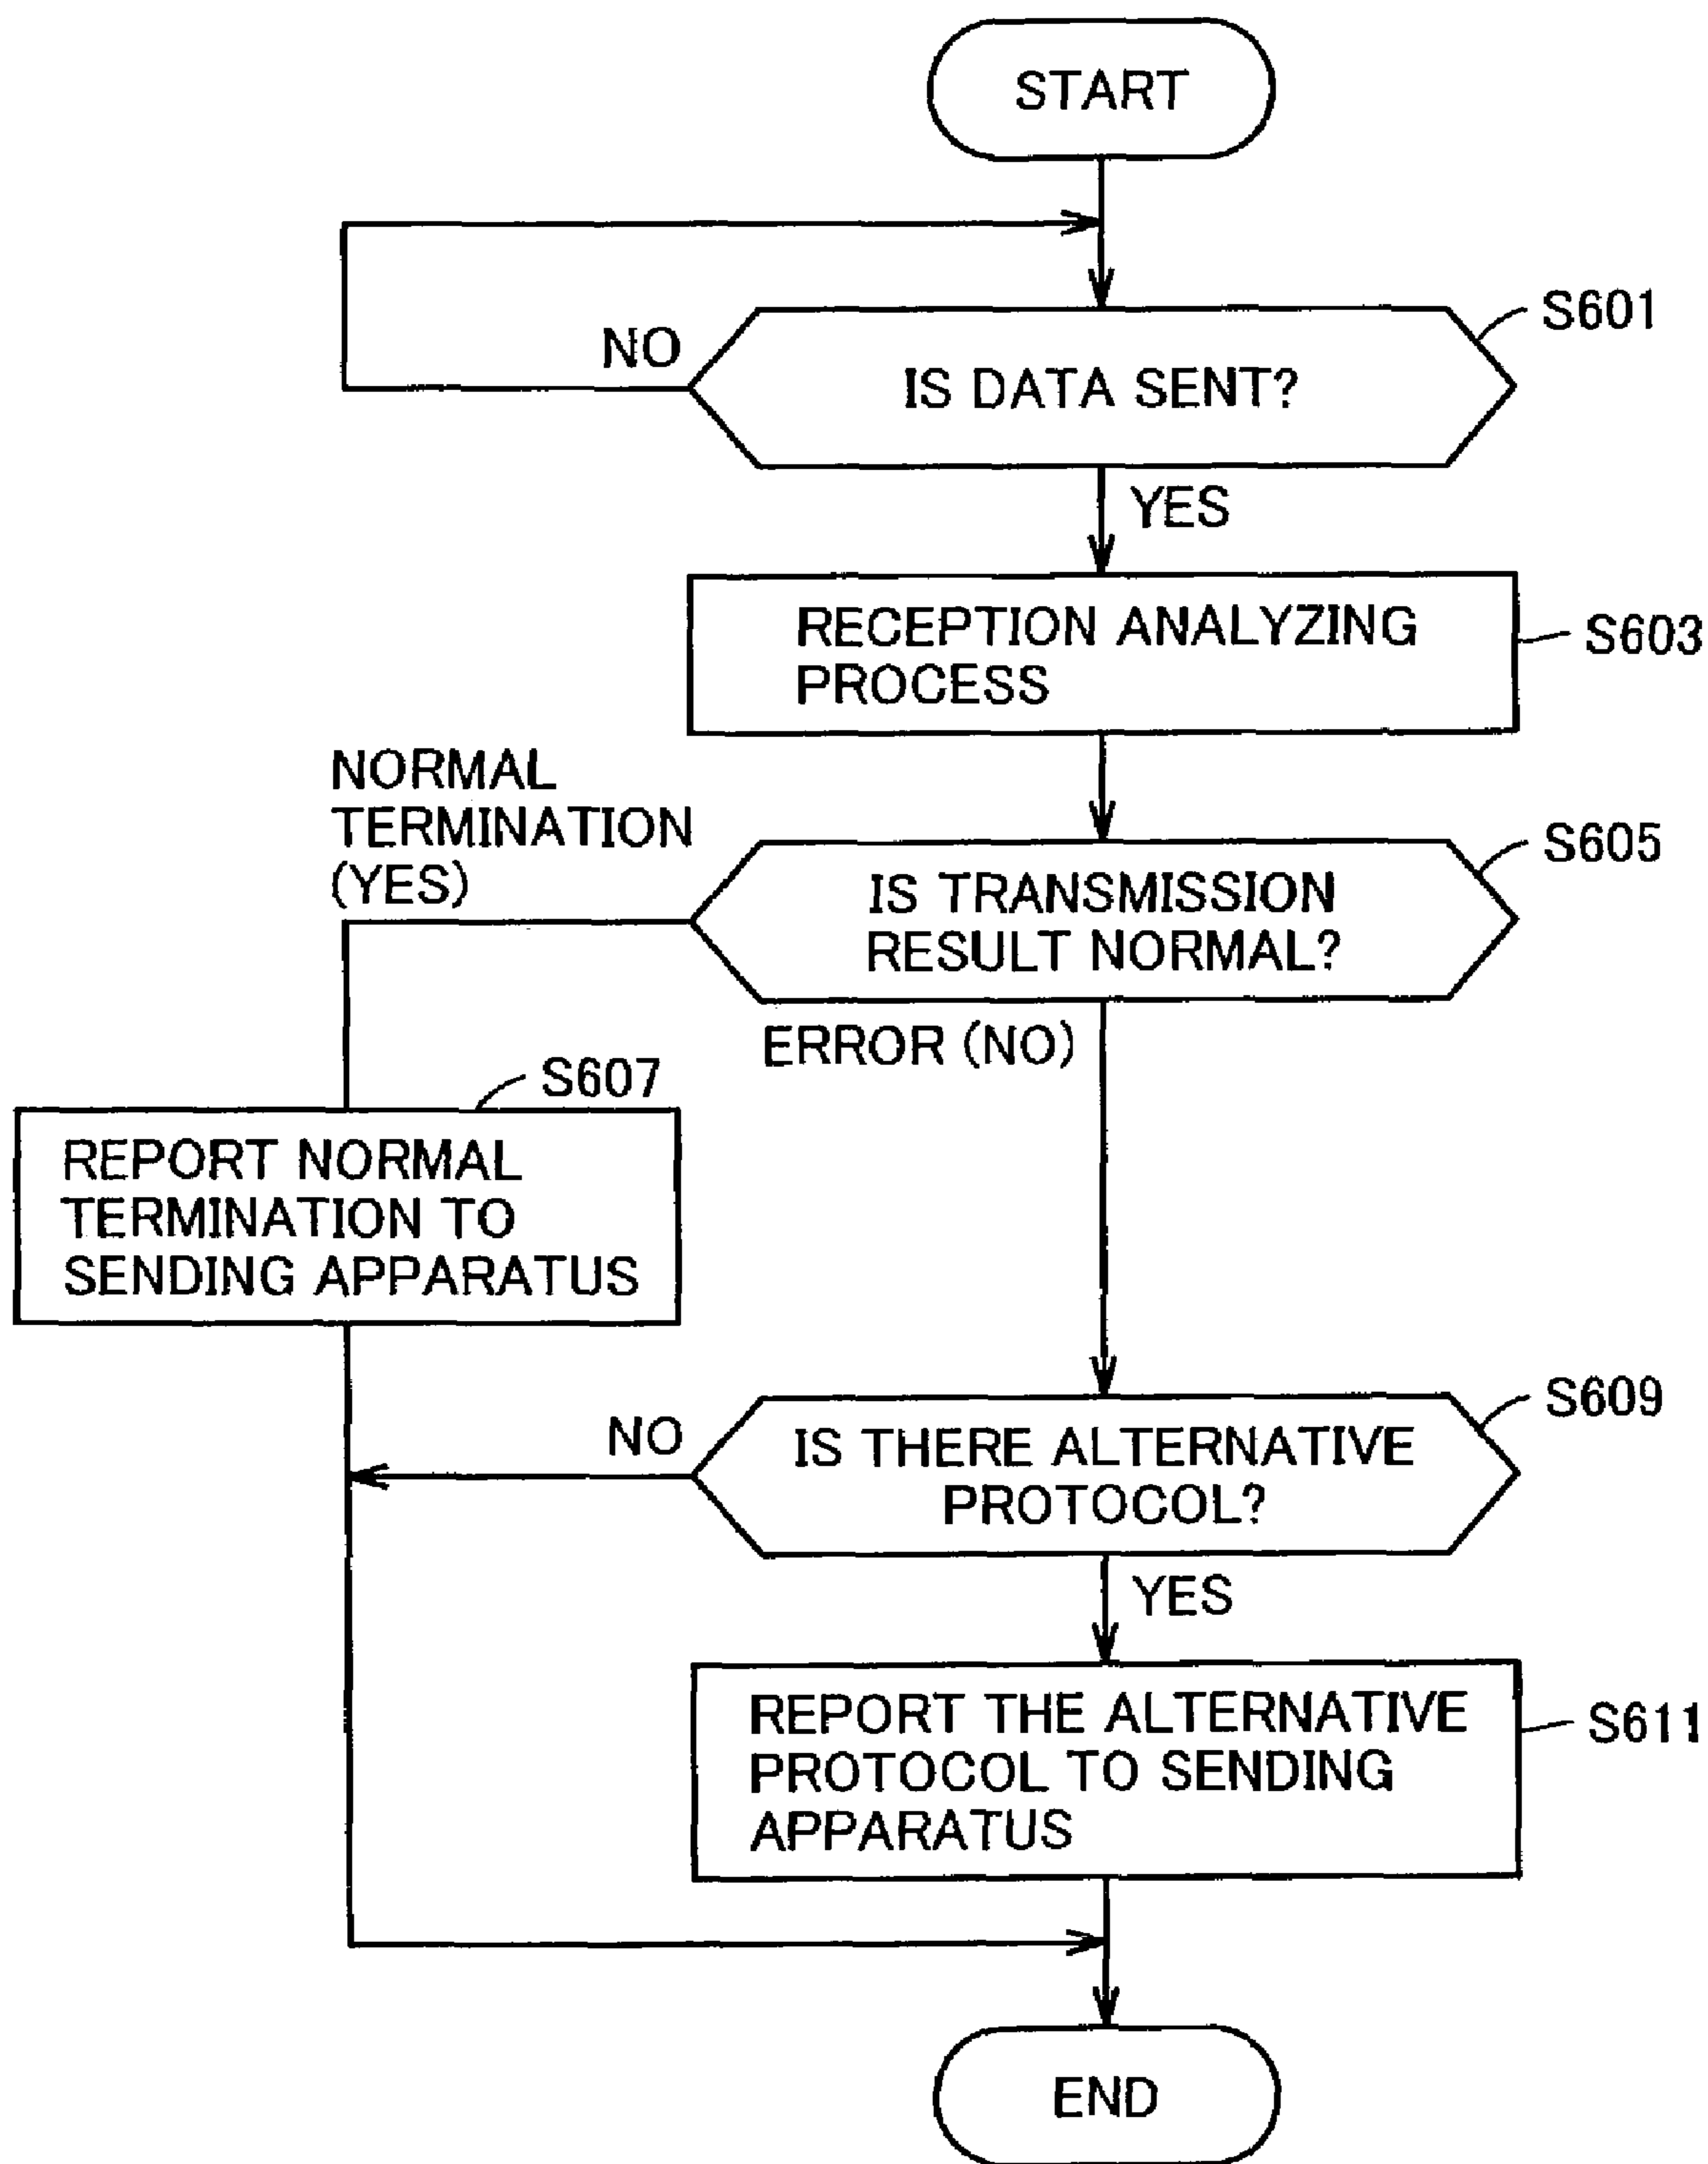 START
S601
NO
IS DATA SENT?
YES
RECEPTION ANALYZING
PROCESS
S603
NORMAL
TERMINATION
(YES)
S605
IS TRANSMISSION
RESULT NORMAL?
ERROR (NO)
S607
REPORT NORMAL
TERMINATION TO
SENDING APPARATUS
S609
NO
IS THERE ALTERNATIVE
PROTOCOL?
YES
REPORT THE ALTERNATIVE
PROTOCOL TO SENDING
APPARATUS
S611
END